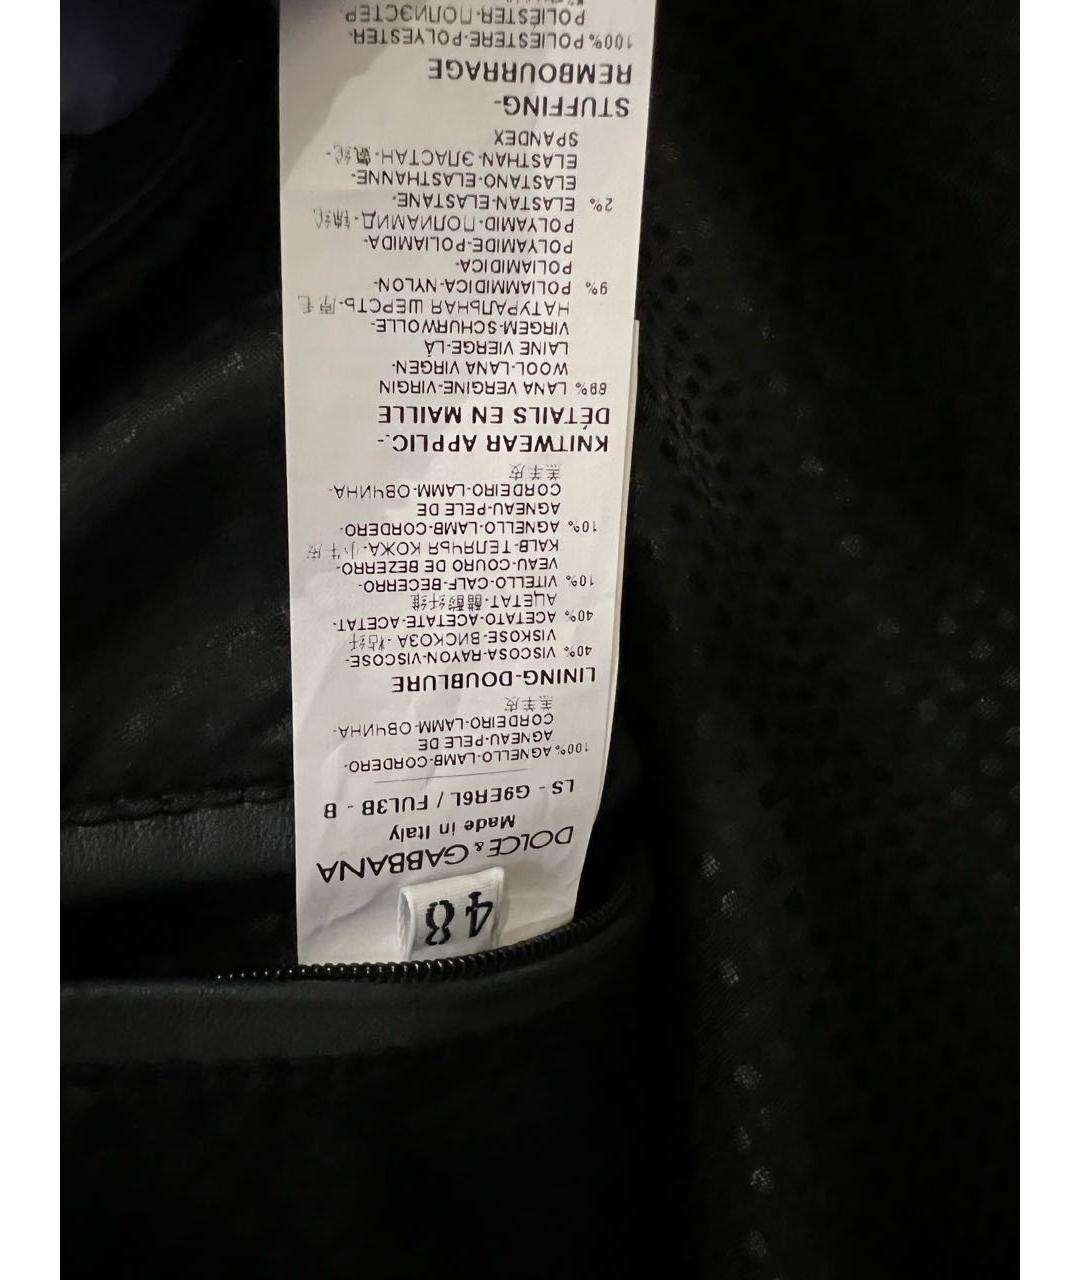 48
DOLCE & GABBANA
Made in Italy
LS - G9ER6L / FUL3B - B
100% AGNELLO-LAMB-CORDERO-
AGNEAU-PELE DE
CORDEIRO-LAMM-ОВЧИНА-
羔羊皮
LINING-DOUBLURE
40% VISCOSA-RAYON-VISCOSE-
VISKOSE-ВИСКОЗА-粘纤
40% ACETATO-ACETATE-ACETAT-
АЦЕТАТ-醋酸纤维
10% VITELLO-CALF-BECERRO-
VEAU-COURO DE BEZERRO-
KALB-ТЕЛЯЧЬЯ КОЖА-小牛皮
10% AGNELLO-LAMB-CORDERO-
AGNEAU-PELE DE
CORDEIRO-LAMM-ОВЧИНА-
羔羊皮
KNITWEAR APPLIC.-
DÉTAILS EN MAILLE
89% LANA VERGINE-VIRGIN
WOOL-LANA VIRGEN-
LAINE VIERGE-LÃ
VIRGEM-SCHURWOLLE-
НАТУРАЛЬНАЯ ШЕРСТЬ-原毛
9% POLIAMMIDICA-NYLON-
POLIAMIDICA-
POLYAMIDE-POLIAMIDA-
POLYAMID-ПОЛИАМИД-锦纶
2% ELASTAN-ELASTANE-
ELASTANO-ELASTHANNE-
ELASTHAN-ЭЛАСТАН-氨纶-
SPANDEX
STUFFING-
REMBOURRAGE
100% POLIESTERE-POLYESTER-
POLIÉSTER-ПОЛИЭСТЕР-